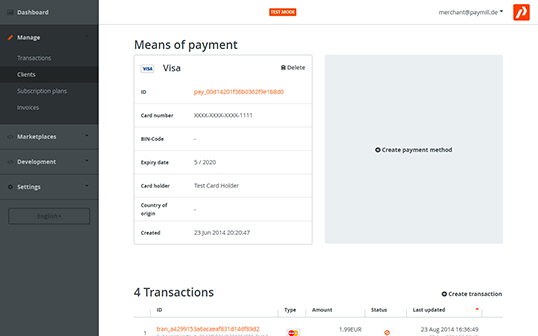 Dashboard
TEST MODE
merchant@paymill.de
Manage
Transactions
Clients
Subscription plans
Invoices
Marketplaces
Development
Settings
English
Means of payment
VISA Visa
Delete
ID pay_00d14201f36b0362f9e1b8d0
Card number XXXX-XXXX-XXXX-1111
BIN-Code -
Expiry date 5 / 2020
Card holder Test Card Holder
Country of
origin -
Created 23 Jun 2014 20:20:47
Create payment method
4 Transactions
Create transaction
ID Type Amount Status Last updated
1 tran_a4299153a6acaeaf831d14df89d2 1.99EUR 23 Aug 2014 16:36:49